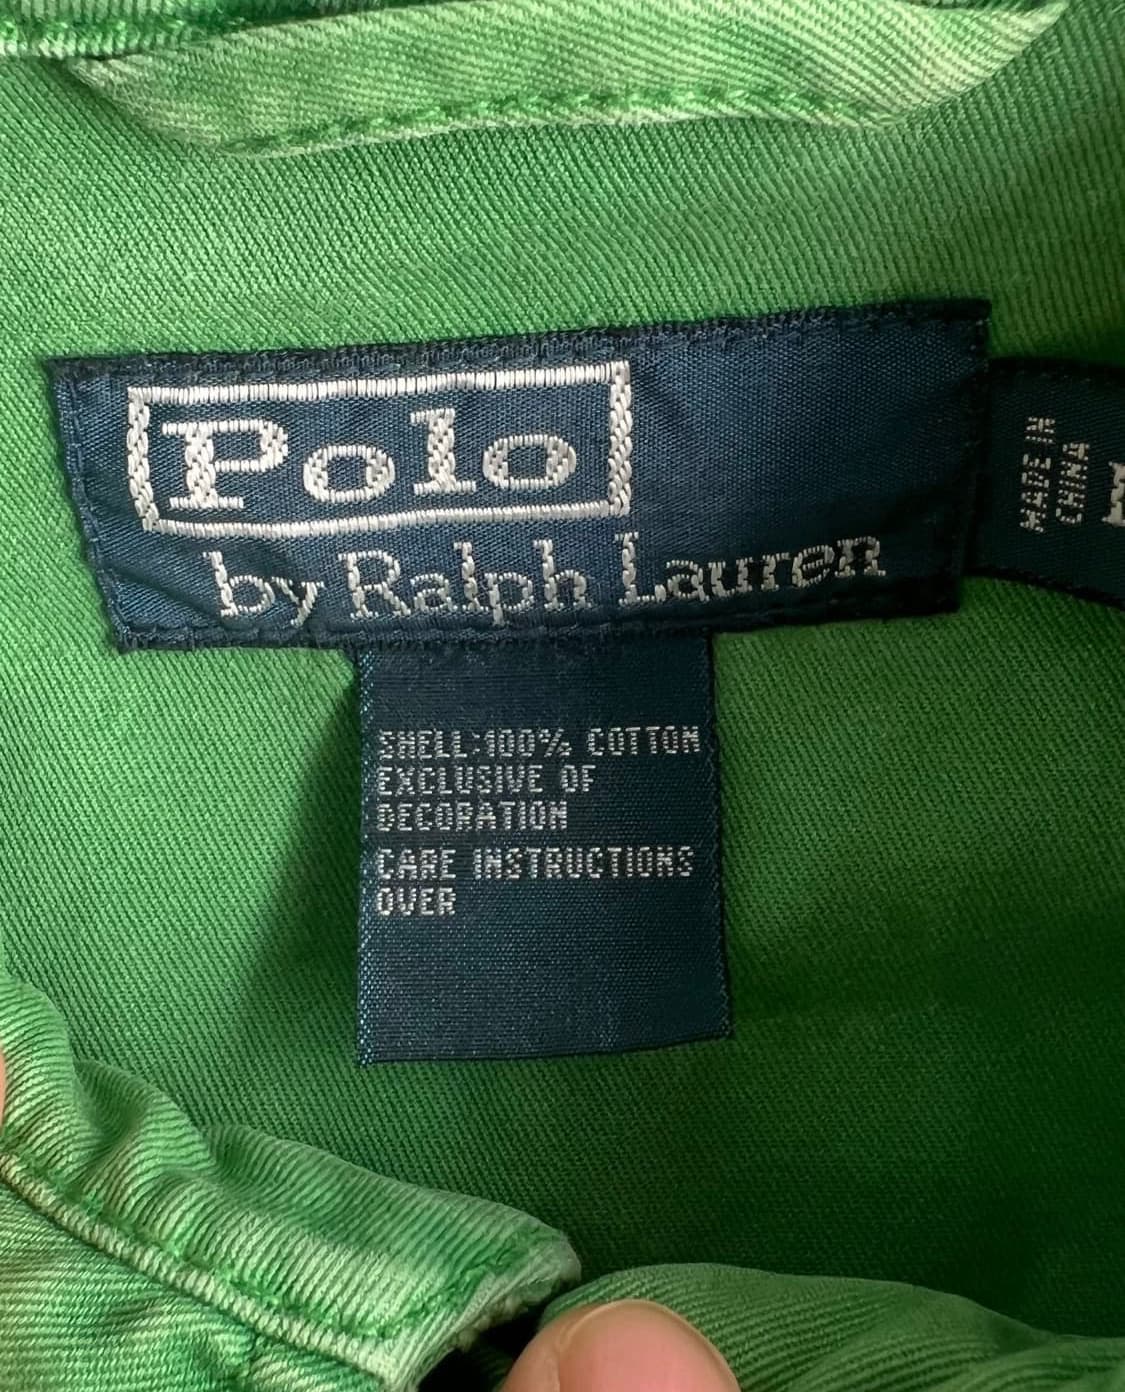 Polo
by Ralph Lauren
MADE IN
CHINA
SHELL:100% COTTON
EXCLUSIVE OF
DECORATION
CARE INSTRUCTIONS
OVER